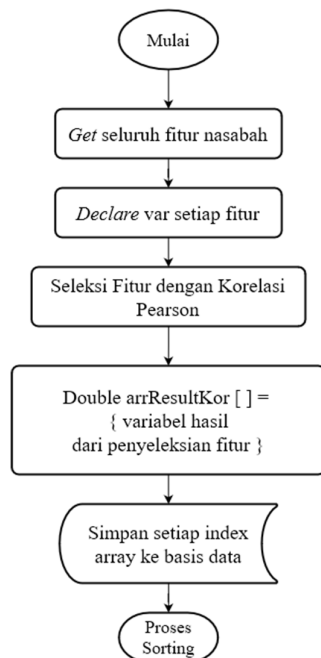 Mulai
Get seluruh fitur nasabah
Declare var setiap fitur
Seleksi Fitur dengan Korelasi
Pearson
Double arrResultKor [ ] =
{ variabel hasil
dari penyeleksian fitur }
Simpan setiap index
array ke basis data
Proses
Sorting